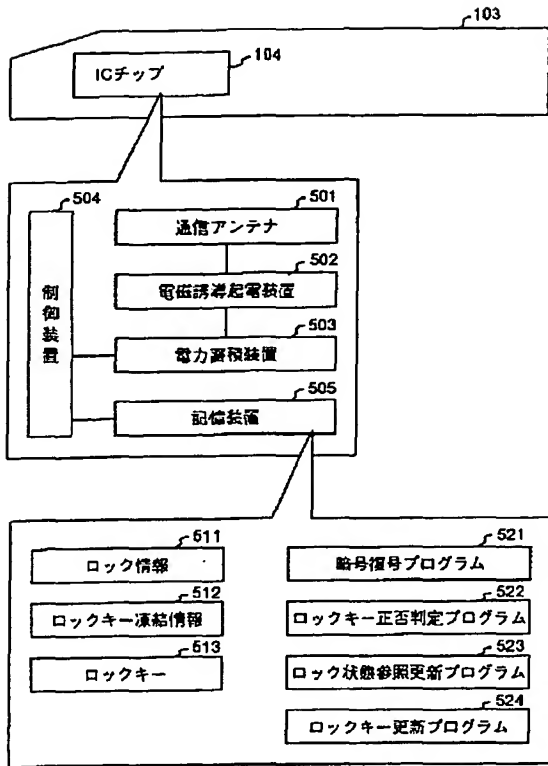 103
ICチップ
104
504
制御装置
501
通信アンテナ
502
電磁誘導起電装置
503
電力蓄積装置
505
記憶装置
511
ロック情報
512
ロックキー凍結情報
513
ロックキー
521
暗号復号プログラム
522
ロックキー正否判定プログラム
523
ロック状態参照更新プログラム
524
ロックキー更新プログラム